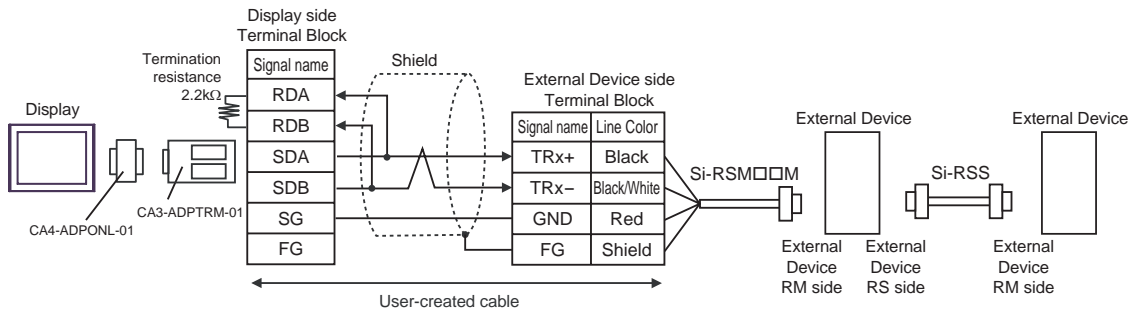 Display side
Terminal Block
Termination
resistance
2.2kΩ
Shield
Display
CA4-ADPONL-01
CA3-ADPTRM-01
Signal name
RDA
RDB
SDA
SDB
SG
FG
External Device side
Terminal Block
Signal name Line Color
TRx+ Black
TRx− Black/White
GND Red
FG Shield
User-created cable
Si-RSM□□M
External Device
Si-RSS
External Device
External
Device
RM side
External
Device
RS side
External
Device
RM side